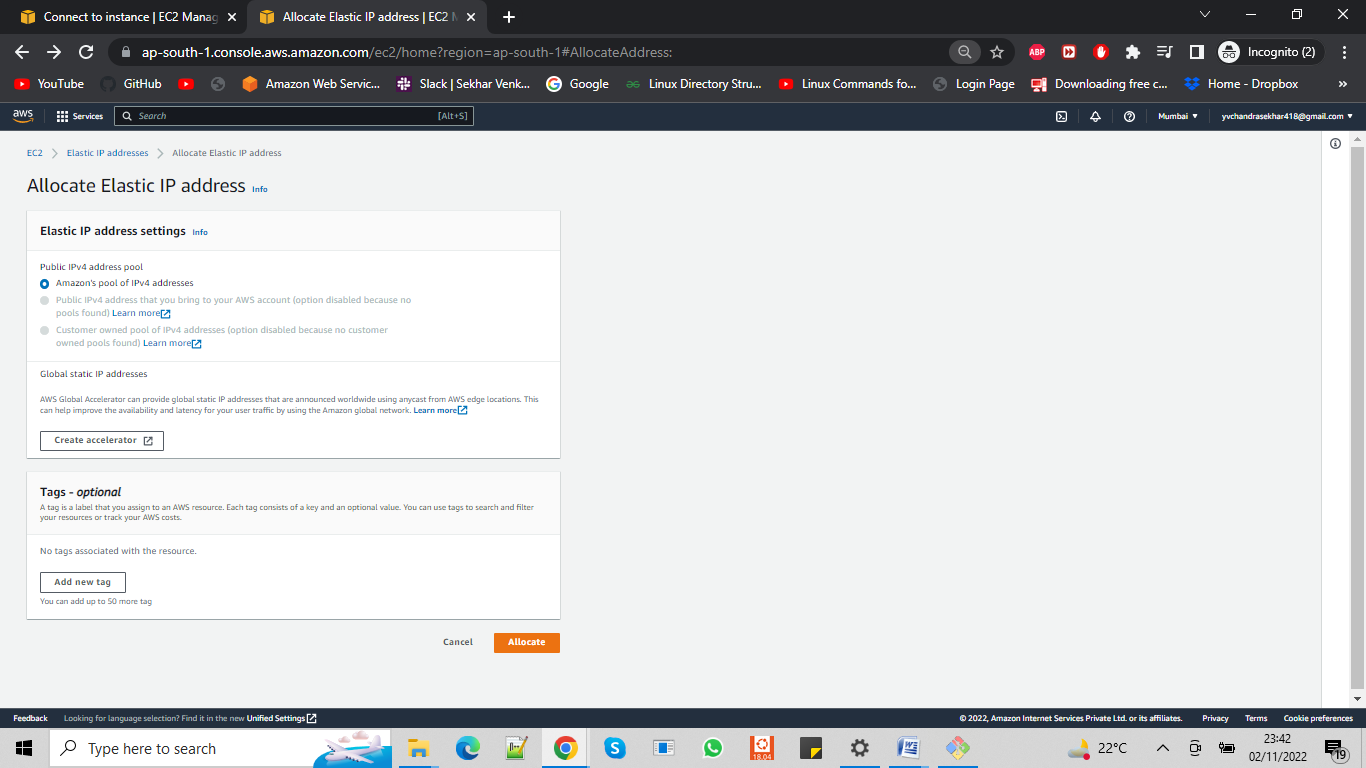 Connect to instance | EC2 Manag
Allocate Elastic IP address | EC2 M
ap-south-1.console.aws.amazon.com/ec2/home?region=ap-south-1#AllocateAddress:
ABP
Incognito (2)
YouTube
GitHub
Amazon Web Servic...
Slack | Sekhar Venk...
Google
Linux Directory Stru...
Linux Commands fo...
Login Page
Downloading free c...
Home - Dropbox
»
aws
Services
Search
[Alt+S]
Mumbai
yvchandrasekhar418@gmail.com
EC2
Elastic IP addresses
Allocate Elastic IP address
Allocate Elastic IP address Info
Elastic IP address settings Info
Public IPv4 address pool
Amazon's pool of IPv4 addresses
Public IPv4 address that you bring to your AWS account (option disabled because no
pools found) Learn more
Customer owned pool of IPv4 addresses (option disabled because no customer
owned pools found) Learn more
Global static IP addresses
AWS Global Accelerator can provide global static IP addresses that are announced worldwide using anycast from AWS edge locations. This
can help improve the availability and latency for your user traffic by using the Amazon global network. Learn more
Create accelerator
Tags - optional
A tag is a label that you assign to an AWS resource. Each tag consists of a key and an optional value. You can use tags to search and filter
your resources or track your AWS costs.
No tags associated with the resource.
Add new tag
You can add up to 50 more tag
Cancel
Allocate
Feedback
Looking for language selection? Find it in the new Unified Settings
© 2022, Amazon Internet Services Private Ltd. or its affiliates.
Privacy
Terms
Cookie preferences
Type here to search
18.04
22°C
23:42
02/11/2022
19